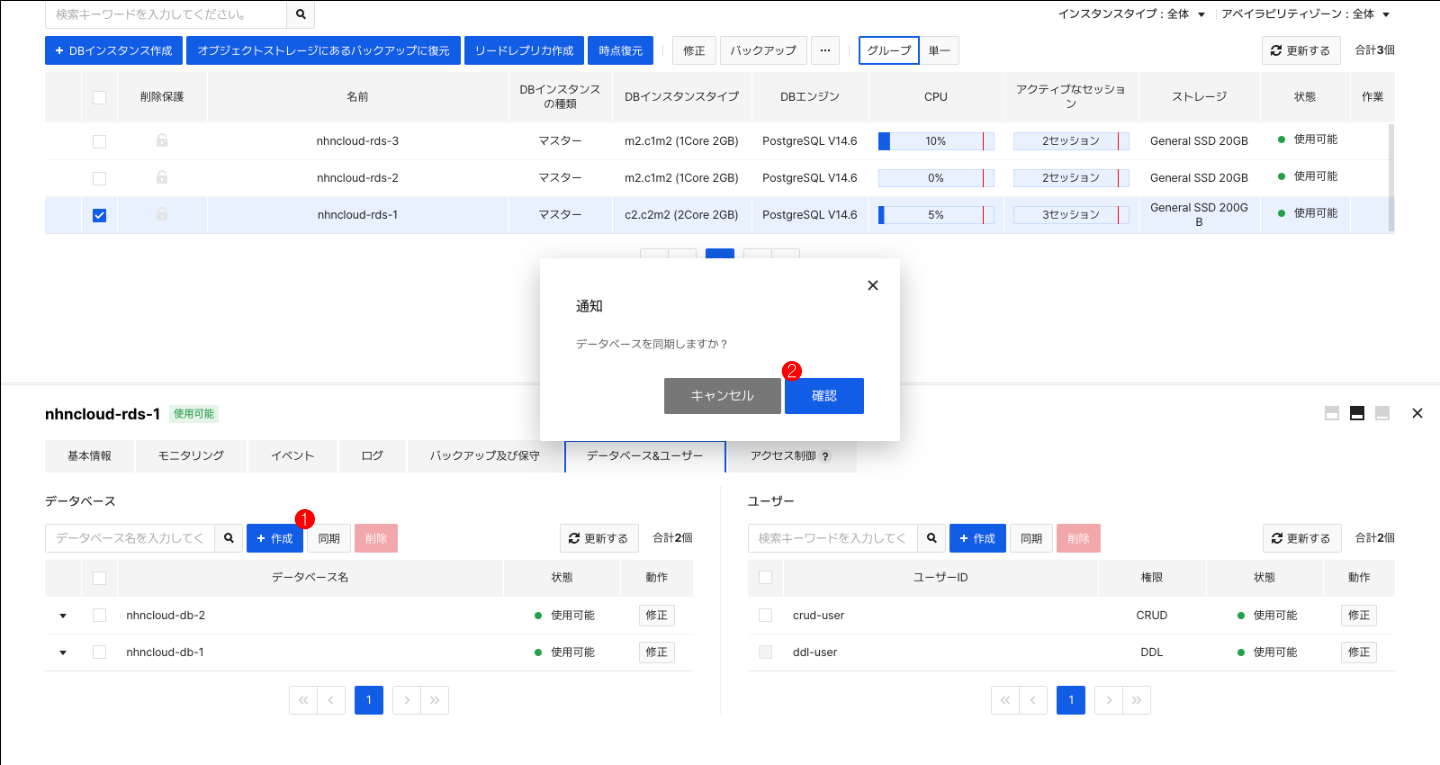 検索キーワードを入力してください。 インスタンスタイプ : 全体 アベイラビリティゾーン : 全体
+ DBインスタンス作成 オブジェクトストレージにあるバックアップに復元 リードレプリカ作成 時点復元 修正 バックアップ ... グループ 単一 更新する 合計3個
削除保護 名前 DBインスタンスの種類 DBインスタンスタイプ DBエンジン CPU アクティブなセッション ストレージ 状態 作業
nhncloud-rds-3 マスター m2.c1m2 (1Core 2GB) PostgreSQL V14.6 10% 2セッション General SSD 20GB 使用可能
nhncloud-rds-2 マスター m2.c1m2 (1Core 2GB) PostgreSQL V14.6 0% 2セッション General SSD 20GB 使用可能
nhncloud-rds-1 マスター c2.c2m2 (2Core 2GB) PostgreSQL V14.6 5% 3セッション General SSD 200GB 使用可能
通知
データベースを同期しますか？
2
キャンセル 確認
nhncloud-rds-1 使用可能
基本情報 モニタリング イベント ログ バックアップ及び保守 データベース&ユーザー アクセス制御 ?
データベース
1
データベース名を入力してく + 作成 同期 削除 更新する 合計2個
データベース名 状態 動作
nhncloud-db-2 使用可能 修正
nhncloud-db-1 使用可能 修正
1
ユーザー
検索キーワードを入力してく + 作成 同期 削除 更新する 合計2個
ユーザーID 権限 状態 動作
crud-user CRUD 使用可能 修正
ddl-user DDL 使用可能 修正
1